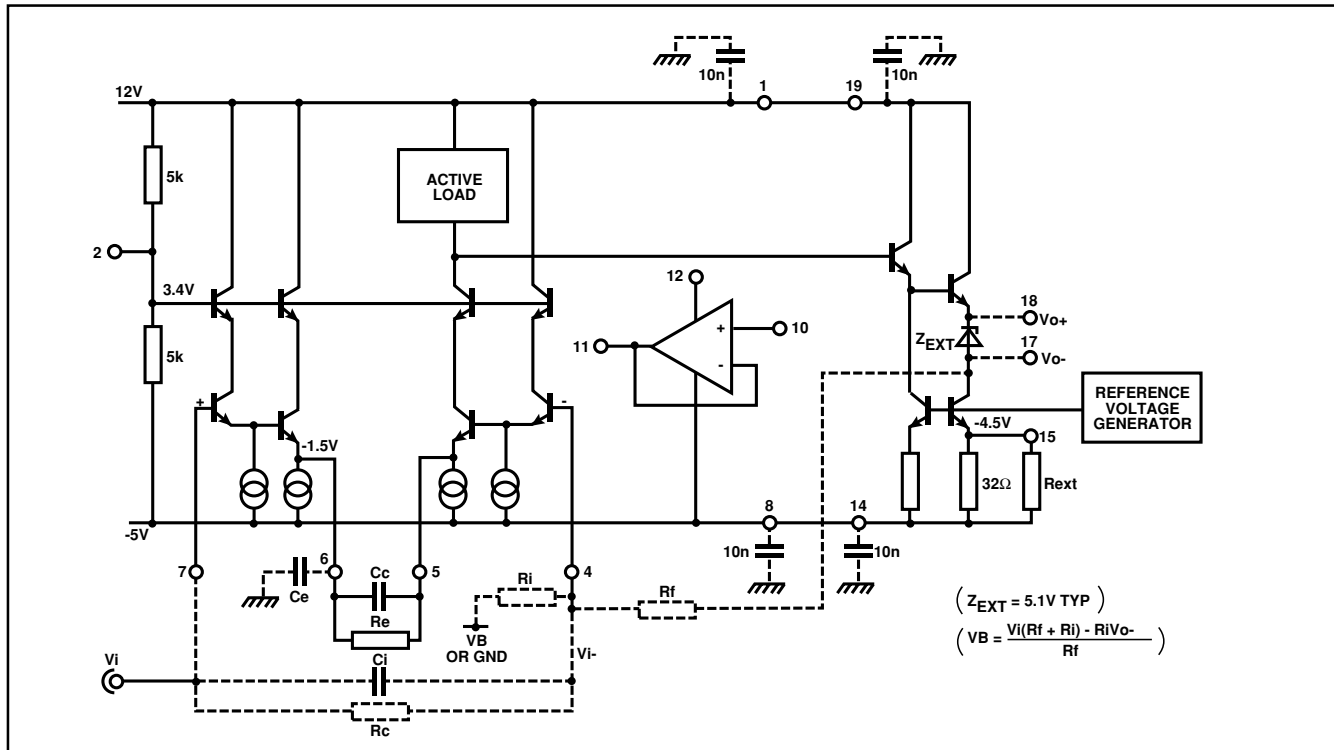 10n
10n
1
19
12V
5k
ACTIVE
LOAD
2
3.4V
12
18
Vo+
+
10
ZEXT
17
11
-
Vo-
5k
+
-
REFERENCE
VOLTAGE
GENERATOR
-4.5V
15
-1.5V
32Ω
Rext
-5V
8
14
10n
10n
7
6
Cc
5
4
Ce
Ri
Rf
Re
VB
OR GND
Vi-
Ci
Vi
Rc
(ZEXT = 5.1V TYP)
(VB = Vi(Rf + Ri) - RiVo-
Rf)